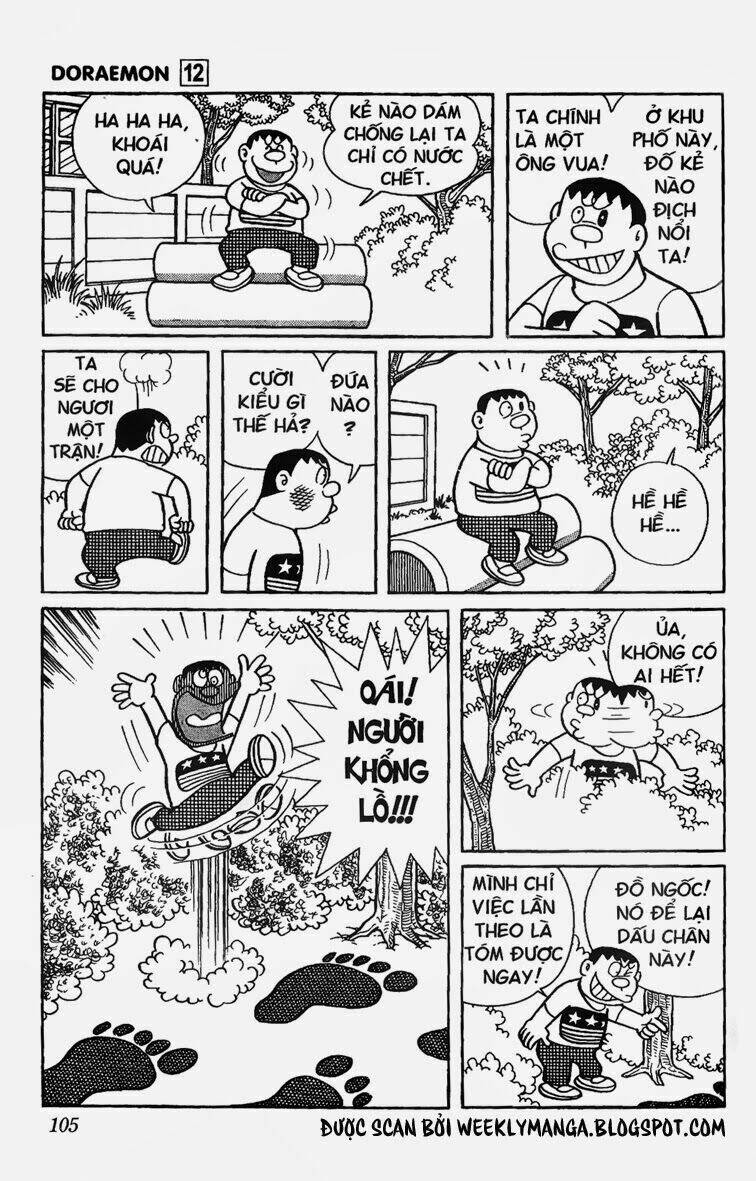 DORAEMON 12
Ở KHU
PHỐ NÀY,
ĐỐ KẺ
NÀO
ĐỊCH
NỔI
TA!
TA CHÍNH
LÀ MỘT
ÔNG VUA!
KẺ NÀO DÁM
CHỐNG LẠI TA
CHỈ CÓ NƯỚC
CHẾT.
HA HA HA,
KHOÁI
QUÁ!
HỀ HỀ
HỀ...
ĐỨA
NÀO
?
CƯỜI
KIỂU GÌ
THẾ HẢ?
TA
SẼ CHO
NGƯƠI
MỘT
TRẬN!
ỦA,
KHÔNG CÓ
AI HẾT!
ĐỒ NGỐC!
NÓ ĐỂ LẠI
DẤU CHÂN
NÀY!
MÌNH CHỈ
VIỆC LẦN
THEO LÀ
TÓM ĐƯỢC
NGAY!
OÁI!
NGƯỜI
KHỔNG
LỒ!!!
105
ĐƯỢC SCAN BỞI WEEKLYMANGA.BLOGSPOT.COM